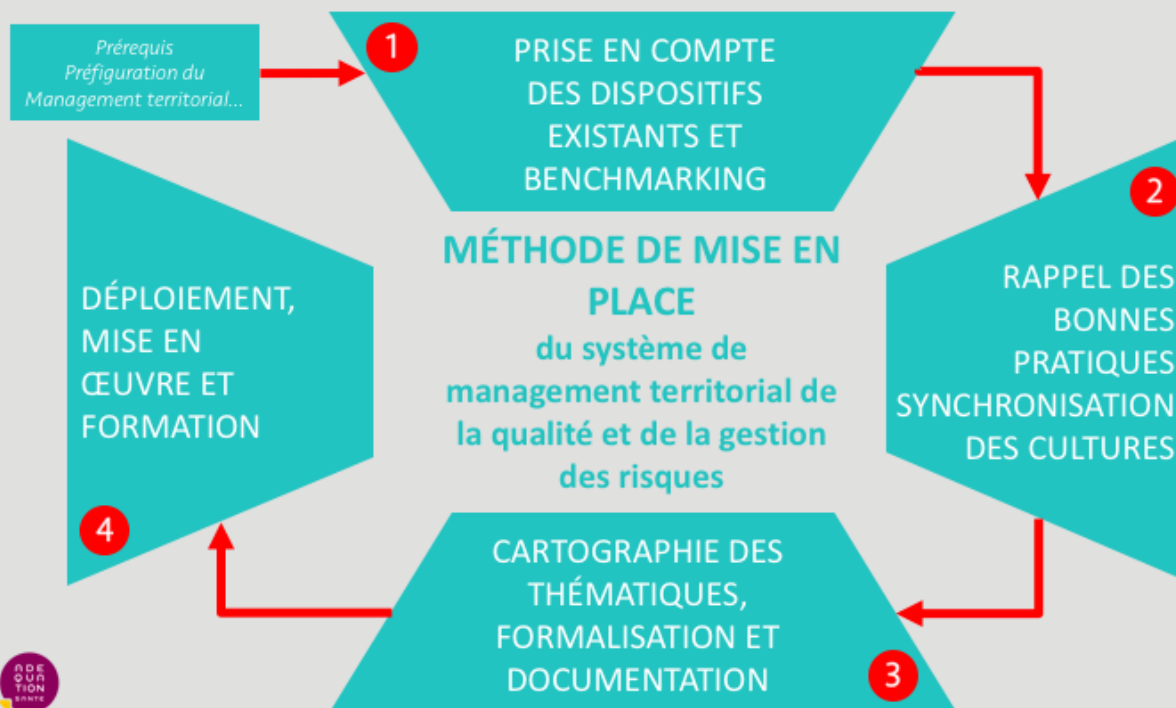 Prérequis
Préfiguration du
Management territorial...
1
PRISE EN COMPTE
DES DISPOSITIFS
EXISTANTS ET
BENCHMARKING
2
RAPPEL DES
BONNES
PRATIQUES
SYNCHRONISATION
DES CULTURES
MÉTHODE DE MISE EN
PLACE
du système de
management territorial de
la qualité et de la gestion
des risques
CARTOGRAPHIE DES
THÉMATIQUES,
FORMALISATION ET
DOCUMENTATION
3
DÉPLOIEMENT,
MISE EN
ŒUVRE ET
FORMATION
4
ADE
QUA
TION
SANTE